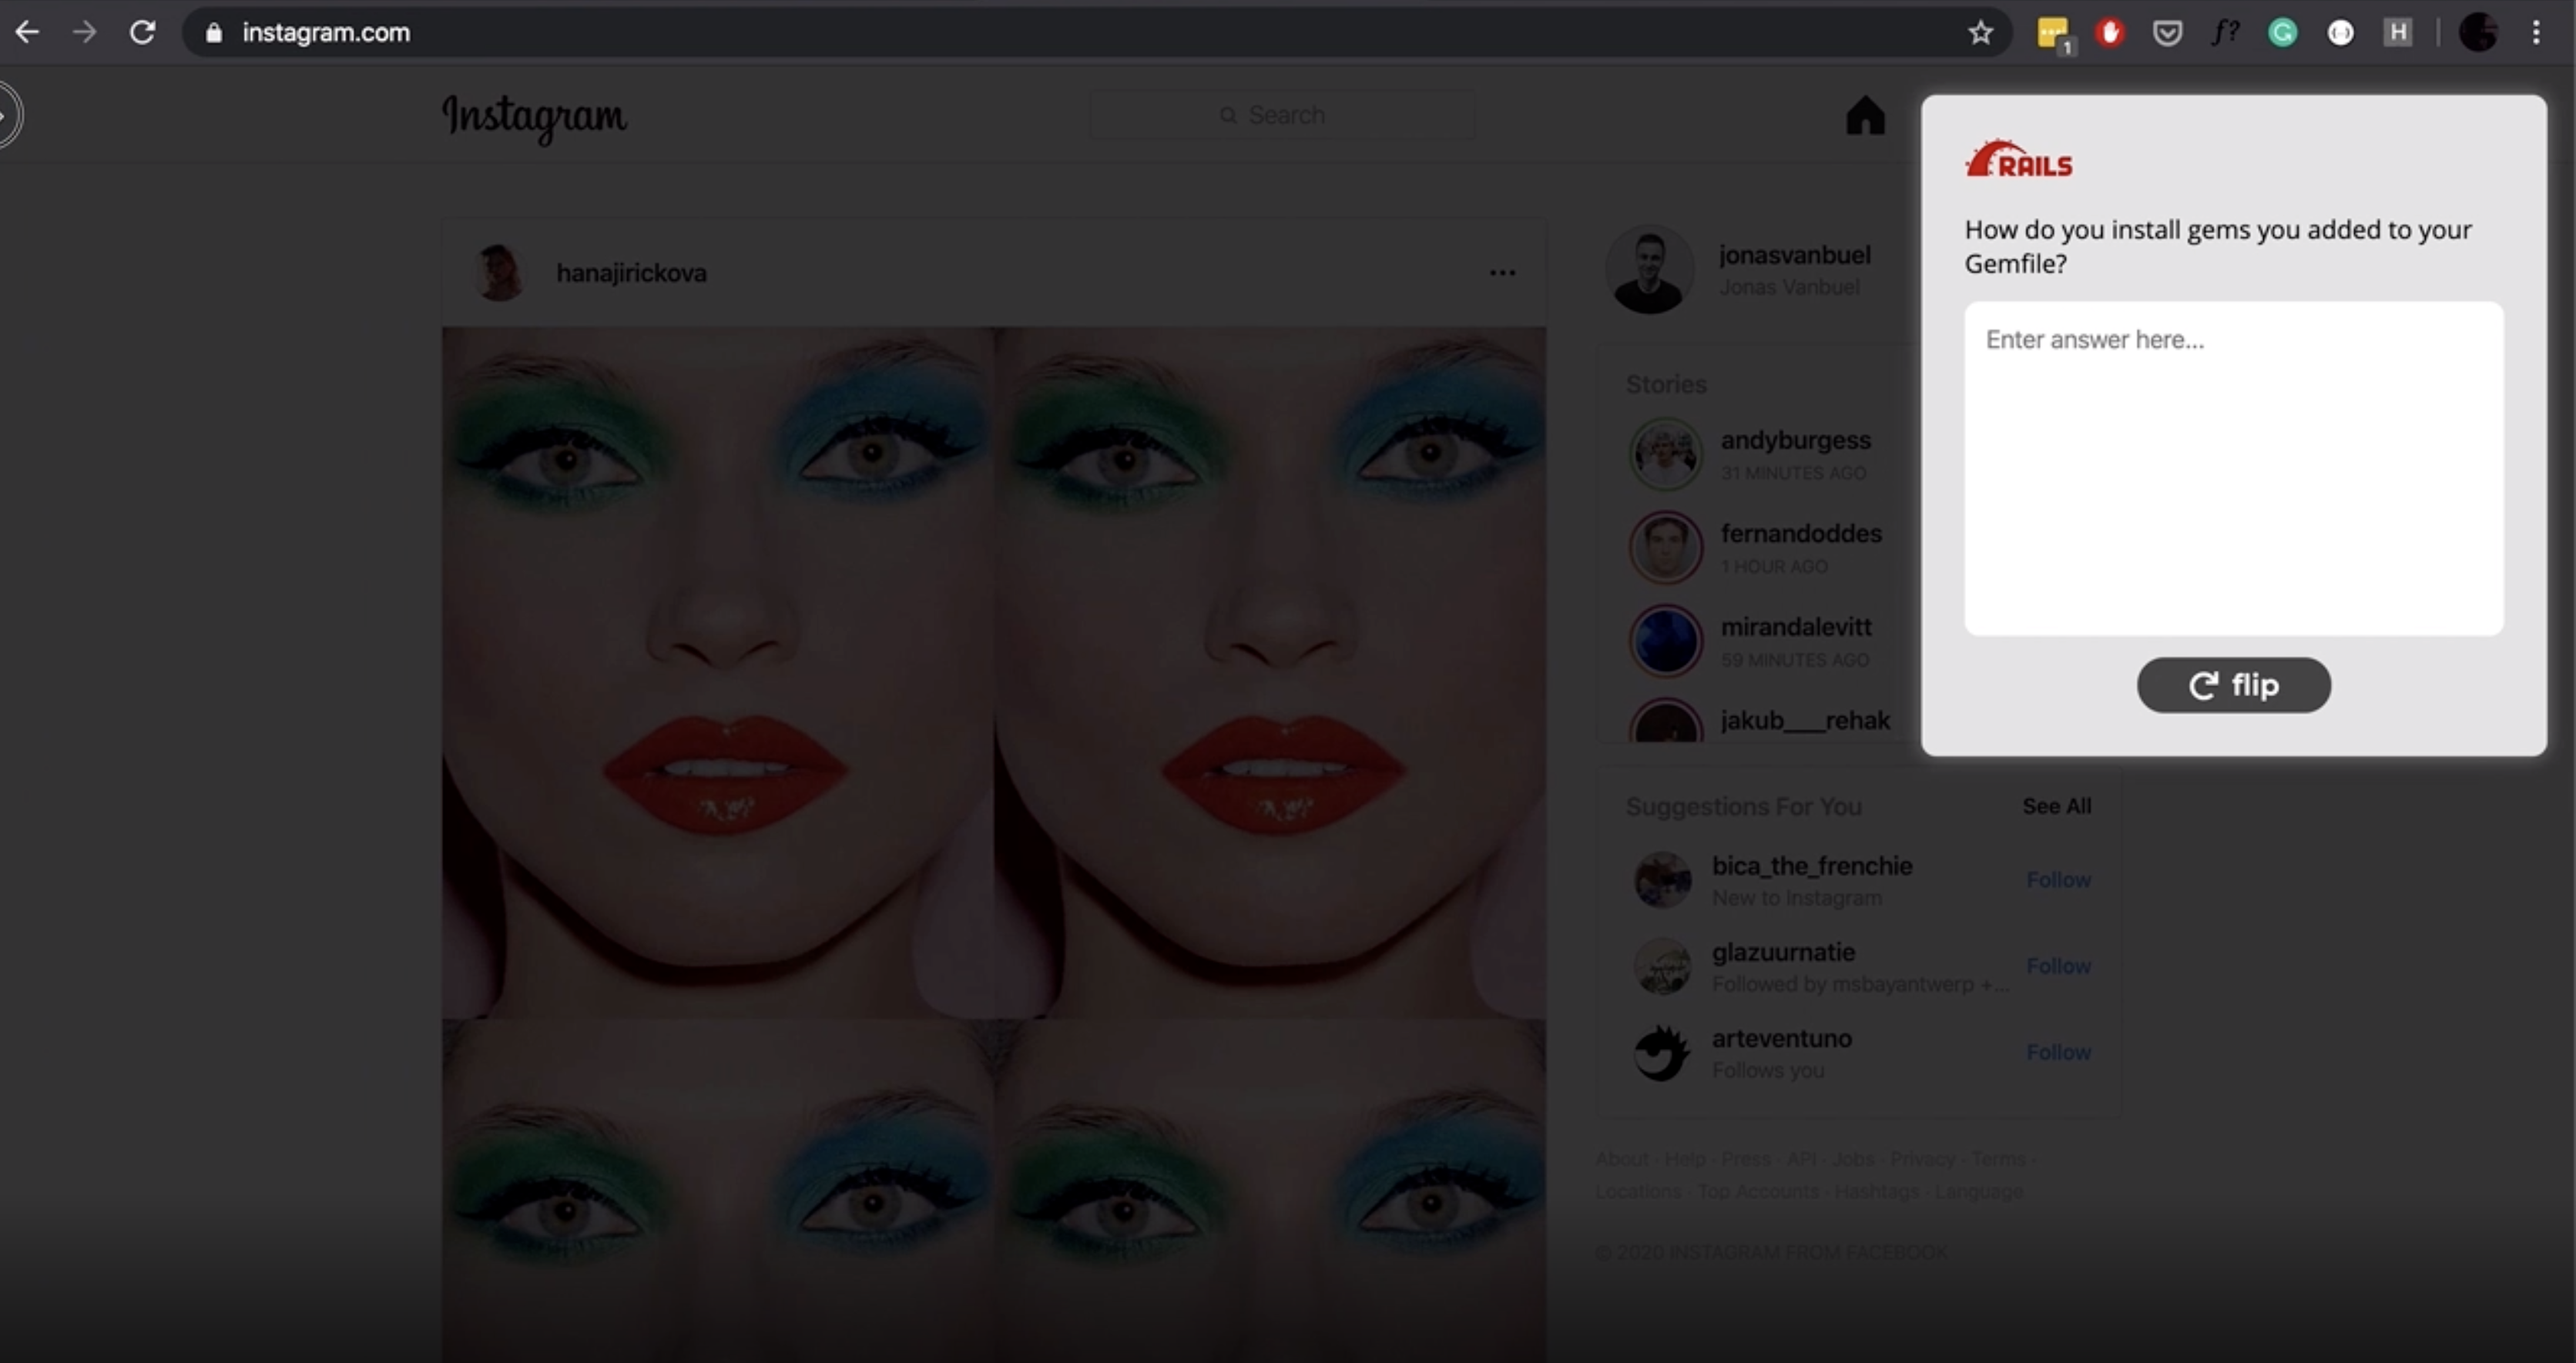 instagram.com
1
f?
H
Instagram
Search
hanajirickova
jonasvanbuel
Jonas Vanbuel
Stories
andyburgess
31 MINUTES AGO
fernandoddes
1 HOUR AGO
mirandalevitt
59 MINUTES AGO
jakub___rehak
Suggestions For You
See All
bica_the_frenchie
New to Instagram
Follow
glazuurnatie
Followed by msbayantwerp +...
Follow
arteventuno
Follows you
Follow
About · Help · Press · API · Jobs · Privacy · Terms ·
Locations · Top Accounts · Hashtags · Language
© 2020 INSTAGRAM FROM FACEBOOK
RAILS
How do you install gems you added to your
Gemfile?
Enter answer here...
flip